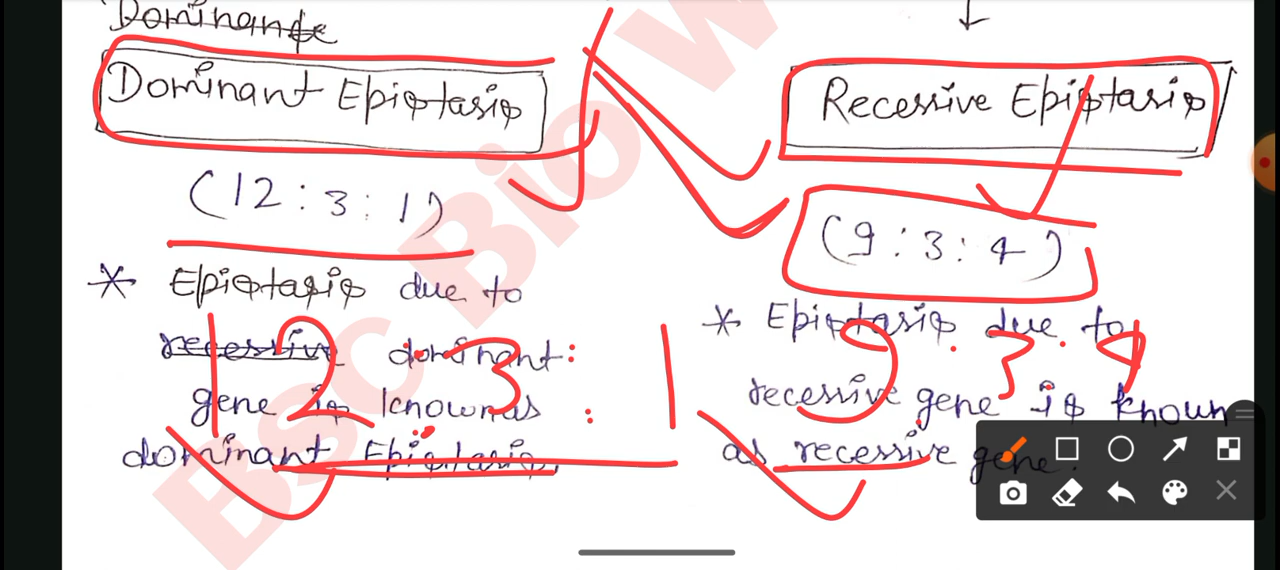 Dominance
Dominant Epistasis
(12 : 3 : 1)
* Epistasis due to
recessive dominant
gene is known as
dominant Epistasis.
12 : 3 : 1
Recessive Epistasis
(9 : 3 : 4)
* Epistasis due to
recessive gene is known
as recessive gene.
9 . 3 . 4
BSC Bio W